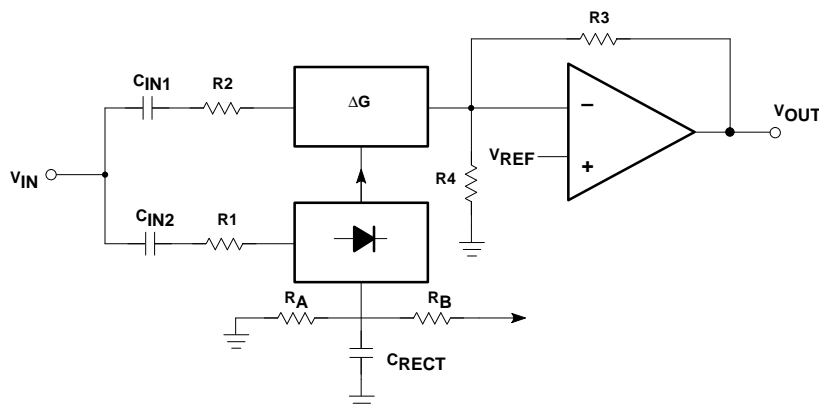 R3
CIN1
R2
ΔG
VOUT
VREF
R4
VIN
CIN2
R1
RA
RB
CRECT